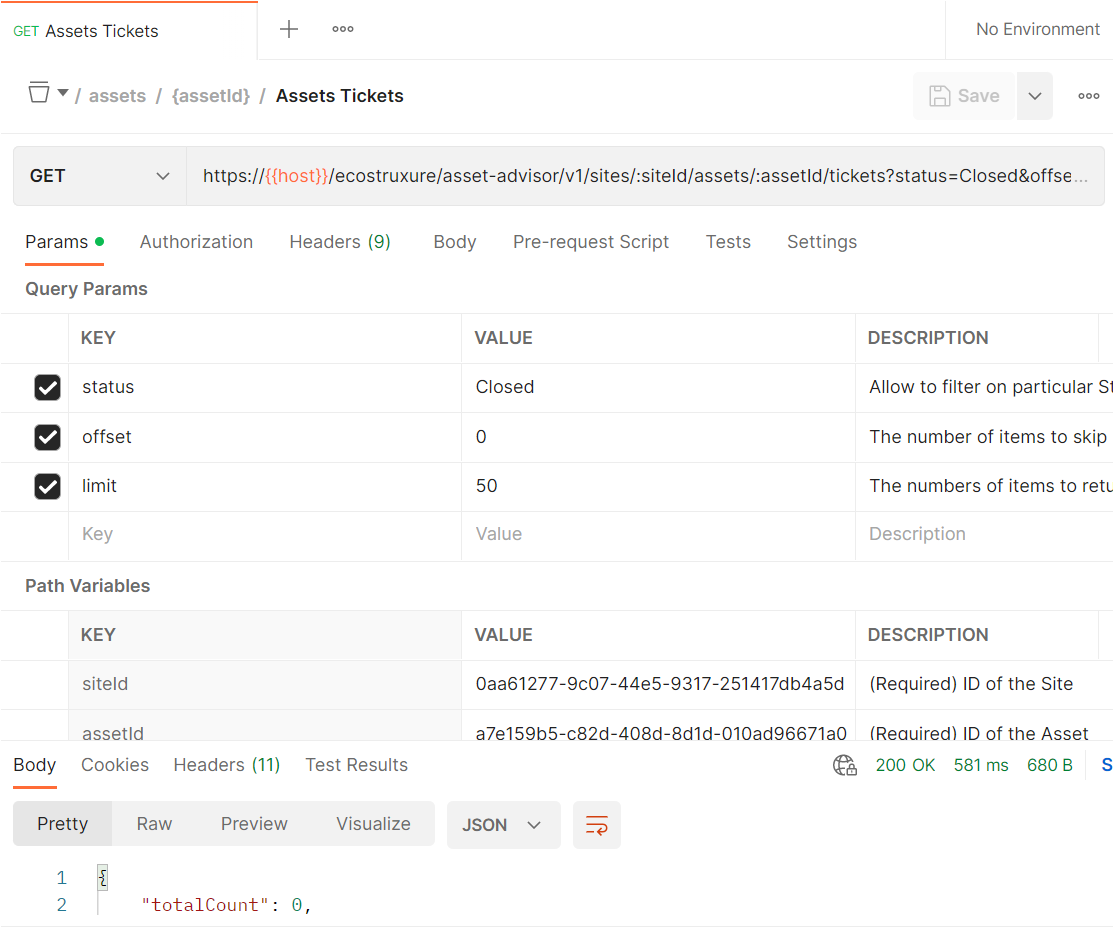 GET Assets Tickets
No Environment
/ assets / {assetId} / Assets Tickets
Save
GET
https://{{host}}/ecostruxure/asset-advisor/v1/sites/:siteId/assets/:assetId/tickets?status=Closed&offse...
Params Authorization Headers (9) Body Pre-request Script Tests Settings
Query Params
KEY VALUE DESCRIPTION
status Closed Allow to filter on particular St
offset 0 The number of items to skip
limit 50 The numbers of items to retu
Key Value Description
Path Variables
KEY VALUE DESCRIPTION
siteId 0aa61277-9c07-44e5-9317-251417db4a5d (Required) ID of the Site
assetId a7e159b5-c82d-408d-8d1d-010ad96671a0 (Required) ID of the Asset
Body Cookies Headers (11) Test Results 200 OK 581 ms 680 B S
Pretty Raw Preview Visualize JSON
1 {
2 "totalCount": 0,